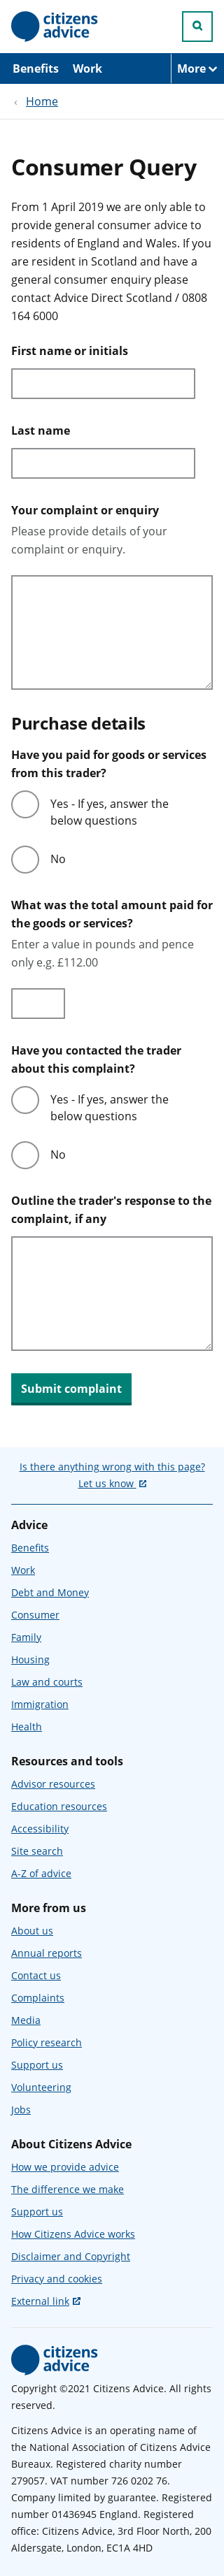 citizens
advice
Benefits Work More
‹ Home
Consumer Query
From 1 April 2019 we are only able to
provide general consumer advice to
residents of England and Wales. If you
are resident in Scotland and have a
general consumer enquiry please
contact Advice Direct Scotland / 0808
164 6000
First name or initials
Last name
Your complaint or enquiry
Please provide details of your
complaint or enquiry.
Purchase details
Have you paid for goods or services
from this trader?
Yes - If yes, answer the
below questions
No
What was the total amount paid for
the goods or services?
Enter a value in pounds and pence
only e.g. £112.00
Have you contacted the trader
about this complaint?
Yes - If yes, answer the
below questions
No
Outline the trader's response to the
complaint, if any
Submit complaint
Is there anything wrong with this page?
Let us know
Advice
Benefits
Work
Debt and Money
Consumer
Family
Housing
Law and courts
Immigration
Health
Resources and tools
Advisor resources
Education resources
Accessibility
Site search
A-Z of advice
More from us
About us
Annual reports
Contact us
Complaints
Media
Policy research
Support us
Volunteering
Jobs
About Citizens Advice
How we provide advice
The difference we make
Support us
How Citizens Advice works
Disclaimer and Copyright
Privacy and cookies
External link
citizens
advice
Copyright ©2021 Citizens Advice. All rights
reserved.
Citizens Advice is an operating name of
the National Association of Citizens Advice
Bureaux. Registered charity number
279057. VAT number 726 0202 76.
Company limited by guarantee. Registered
number 01436945 England. Registered
office: Citizens Advice, 3rd Floor North, 200
Aldersgate, London, EC1A 4HD